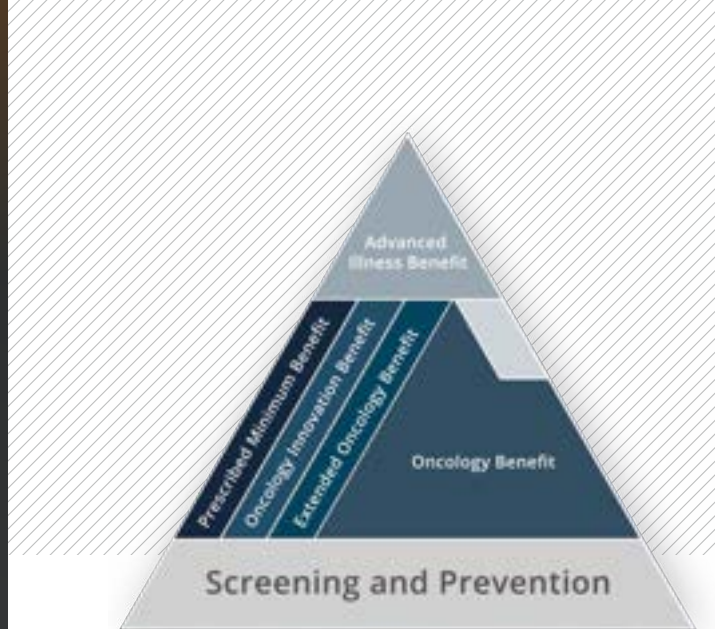 Advanced
Illness Benefit
Prescribed Minimum Benefit
Oncology Innovation Benefit
Extended Oncology Benefit
Oncology Benefit
Screening and Prevention